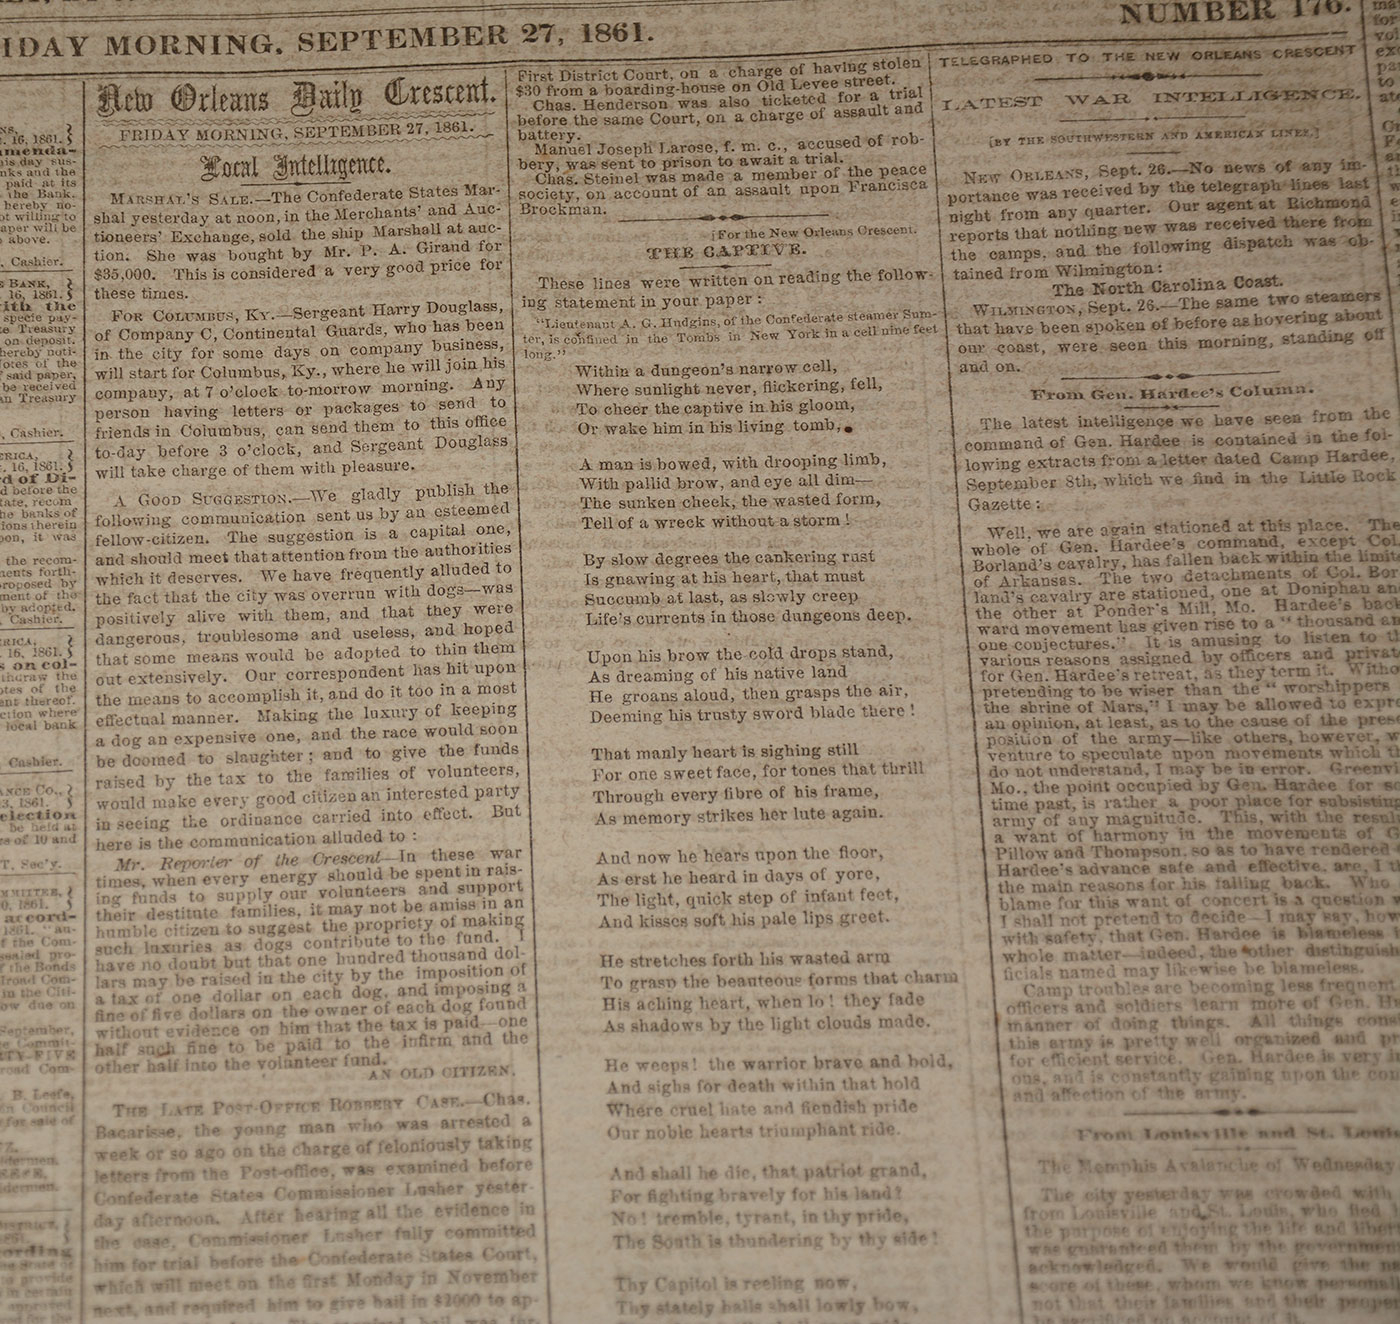 IDAY MORNING, SEPTEMBER 27, 1861.
NUMBER 176.
New Orleans Daily Crescent.
FRIDAY MORNING, SEPTEMBER 27, 1861.
Local Intelligence.
MARSHAL'S SALE.—The Confederate States Mar-
shal yesterday at noon, in the Merchants' and Auc-
tioneers' Exchange, sold the ship Marshall at auc-
tion. She was bought by Mr. P. A. Giraud for
$35,000. This is considered a very good price for
these times.
FOR COLUMBUS, KY.—Sergeant Harry Douglass,
of Company C, Continental Guards, who has been
in the city for some days on company business,
will start for Columbus, Ky., where he will join his
company, at 7 o'clock to-morrow morning. Any
person having letters or packages to send to
friends in Columbus, can send them to this office
to-day before 3 o'clock, and Sergeant Douglass
will take charge of them with pleasure.
A GOOD SUGGESTION.—We gladly publish the
following communication sent us by an esteemed
fellow-citizen. The suggestion is a capital one,
and should meet that attention from the authorities
which it deserves. We have frequently alluded to
the fact that the city was overrun with dogs—was
positively alive with them, and that they were
dangerous, troublesome and useless, and hoped
that some means would be adopted to thin them
out extensively. Our correspondent has hit upon
the means to accomplish it, and do it too in a most
effectual manner. Making the luxury of keeping
a dog an expensive one, and the race would soon
be doomed to slaughter; and to give the funds
raised by the tax to the families of volunteers,
would make every good citizen an interested party
in seeing the ordinance carried into effect. But
here is the communication alluded to:
Mr. Reporter of the Crescent—In these war
times, when every energy should be spent in rais-
ing funds to supply our volunteers and support
their destitute families, it may not be amiss in an
humble citizen to suggest the propriety of making
such luxuries as dogs contribute to the fund. I
have no doubt but that one hundred thousand dol-
lars may be raised in the city by the imposition of
a tax of one dollar on each dog, and imposing a
fine of five dollars on the owner of each dog found
without evidence on him that the tax is paid—one
half such fine to be paid to the infirm and the
other half into the volunteer fund.
AN OLD CITIZEN.
THE LATE POST-OFFICE ROBBERY CASE.—Chas.
Bacarisse, the young man who was arrested a
week or so ago on the charge of feloniously taking
letters from the Post-office, was examined before
Confederate States Commissioner Lusher yester-
day afternoon. After hearing all the evidence in
the case, Commissioner Lusher fully committed
him for trial before the Confederate States Court,
which will meet on the first Monday in November
next, and required him to give bail in $2000 to ap-
First District Court, on a charge of having stolen
$30 from a boarding-house on Old Levee street.
Chas. Henderson was also ticketed for a trial
before the same Court, on a charge of assault and
battery.
Manuel Joseph Larose, f. m. c., accused of rob-
bery, was sent to prison to await a trial.
Chas. Steinel was made a member of the peace
society, on account of an assault upon Francisca
Brockman.
[For the New Orleans Crescent.
THE CAPTIVE.
These lines were written on reading the follow-
ing statement in your paper:
"Lieutenant A. G. Hudgins, of the Confederate steamer Sum-
ter, is confined in the Tombs in New York in a cell nine feet
long."
Within a dungeon's narrow cell,
Where sunlight never, flickering, fell,
To cheer the captive in his gloom,
Or wake him in his living tomb,
A man is bowed, with drooping limb,
With pallid brow, and eye all dim—
The sunken cheek, the wasted form,
Tell of a wreck without a storm!
By slow degrees the cankering rust
Is gnawing at his heart, that must
Succumb at last, as slowly creep
Life's currents in those dungeons deep.
Upon his brow the cold drops stand,
As dreaming of his native land
He groans aloud, then grasps the air,
Deeming his trusty sword blade there!
That manly heart is sighing still
For one sweet face, for tones that thrill
Through every fibre of his frame,
As memory strikes her lute again.
And now he hears upon the floor,
As erst he heard in days of yore,
The light, quick step of infant feet,
And kisses soft his pale lips greet.
He stretches forth his wasted arm
To grasp the beauteous forms that charm
His aching heart, when lo! they fade
As shadows by the light clouds made.
He weeps! the warrior brave and bold,
And sighs for death within that hold
Where cruel hate and fiendish pride
Our noble hearts triumphant ride.
And shall he die, that patriot grand,
For fighting bravely for his land?
No! tremble, tyrant, in thy pride,
The South is thundering by thy side!
Thy Capitol is reeling now,
Thy stately halls shall lowly bow,
TELEGRAPHED TO THE NEW ORLEANS CRESCENT
LATEST WAR INTELLIGENCE.
[BY THE SOUTHWESTERN AND AMERICAN LINES.]
NEW ORLEANS, Sept. 26.—No news of any im-
portance was received by the telegraph lines last
night from any quarter. Our agent at Richmond
reports that nothing new was received there from
the camps, and the following dispatch was ob-
tained from Wilmington:
The North Carolina Coast.
WILMINGTON, Sept. 26.—The same two steamers
that have been spoken of before as hovering about
our coast, were seen this morning, standing off
and on.
From Gen. Hardee's Column.
The latest intelligence we have seen from the
command of Gen. Hardee is contained in the fol-
lowing extracts from a letter dated Camp Hardee,
September 8th, which we find in the Little Rock
Gazette:
Well, we are again stationed at this place. The
whole of Gen. Hardee's command, except Col.
Borland's cavalry, has fallen back within the limits
of Arkansas. The two detachments of Col. Bor
land's cavalry are stationed, one at Doniphan an
the other at Ponder's Mill, Mo. Hardee's back
ward movement has given rise to a "thousand an
one conjectures." It is amusing to listen to th
various reasons assigned by officers and privat
for Gen. Hardee's retreat, as they term it. Witho
pretending to be wiser than the "worshippers
the shrine of Mars," I may be allowed to expre
an opinion, at least, as to the cause of the pres
position of the army—like others, however, w
venture to speculate upon movements which th
do not understand, I may be in error. Greenvi
Mo., the point occupied by Gen. Hardee for so
time past, is rather a poor place for subsisting
army of any magnitude. This, with the resul
a want of harmony in the movements of G
Pillow and Thompson, so as to have rendered
Hardee's advance safe and effective, are, I th
the main reasons for his falling back. Who
blame for this want of concert is a question w
I shall not pretend to decide—I may say, how
with safety, that Gen. Hardee is blameless i
whole matter—indeed, the other distinguish
ficials named may likewise be blameless.
Camp troubles are becoming less frequent
officers and soldiers learn more of Gen. H
manner of doing things. All things cons
this army is pretty well organized and pr
for efficient service. Gen. Hardee is very in
ous, and is constantly gaining upon the con
and affection of the army.
From Louisville and St. Louis
The Memphis Avalanche of Wednesday
The city yesterday was crowded with
from Louisville and St. Louis, who fled
the purpose of enjoying the life and liber
was guaranteed them by the government
acknowledged. We would give the na
score of these, whom we know personal
not that their families and their proper